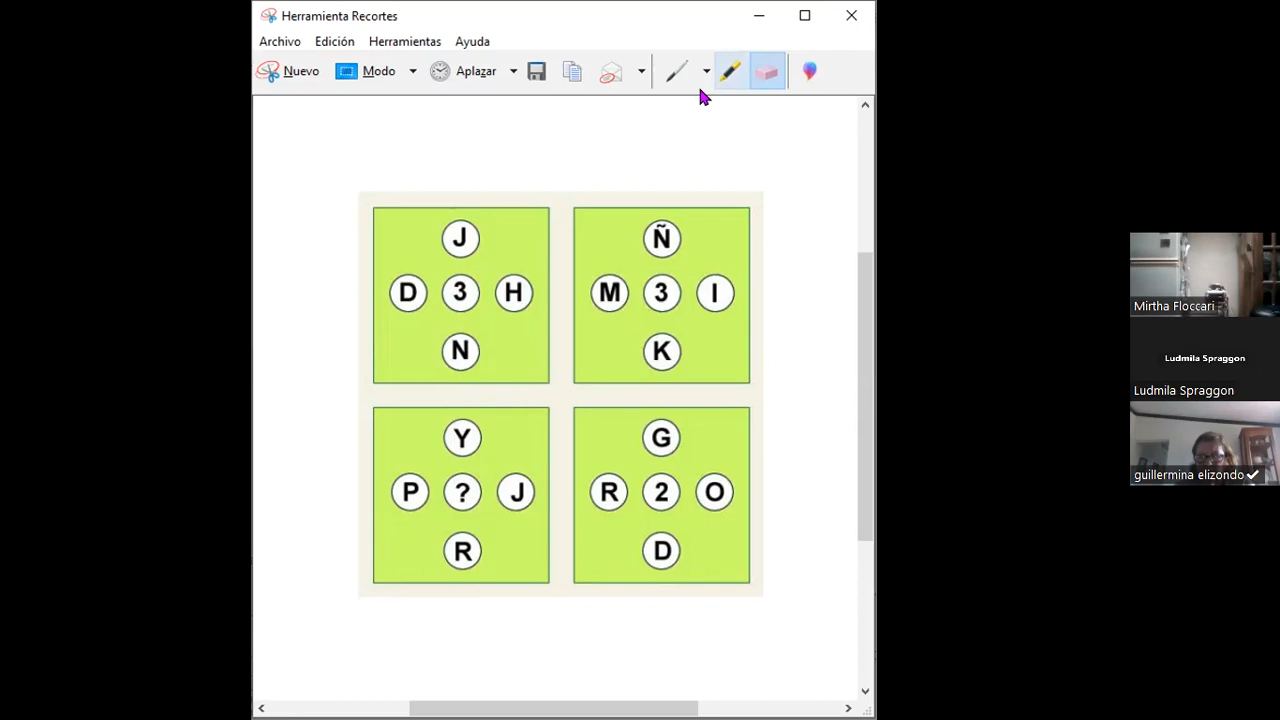 Herramienta Recortes
Archivo Edición Herramientas Ayuda
Nuevo Modo Aplazar
J Ñ
D 3 H M 3 I
N K
Y G
P ? J R 2 O
R D
Mirtha Floccari
Ludmila Spraggon
Ludmila Spraggon
guillermina elizondo